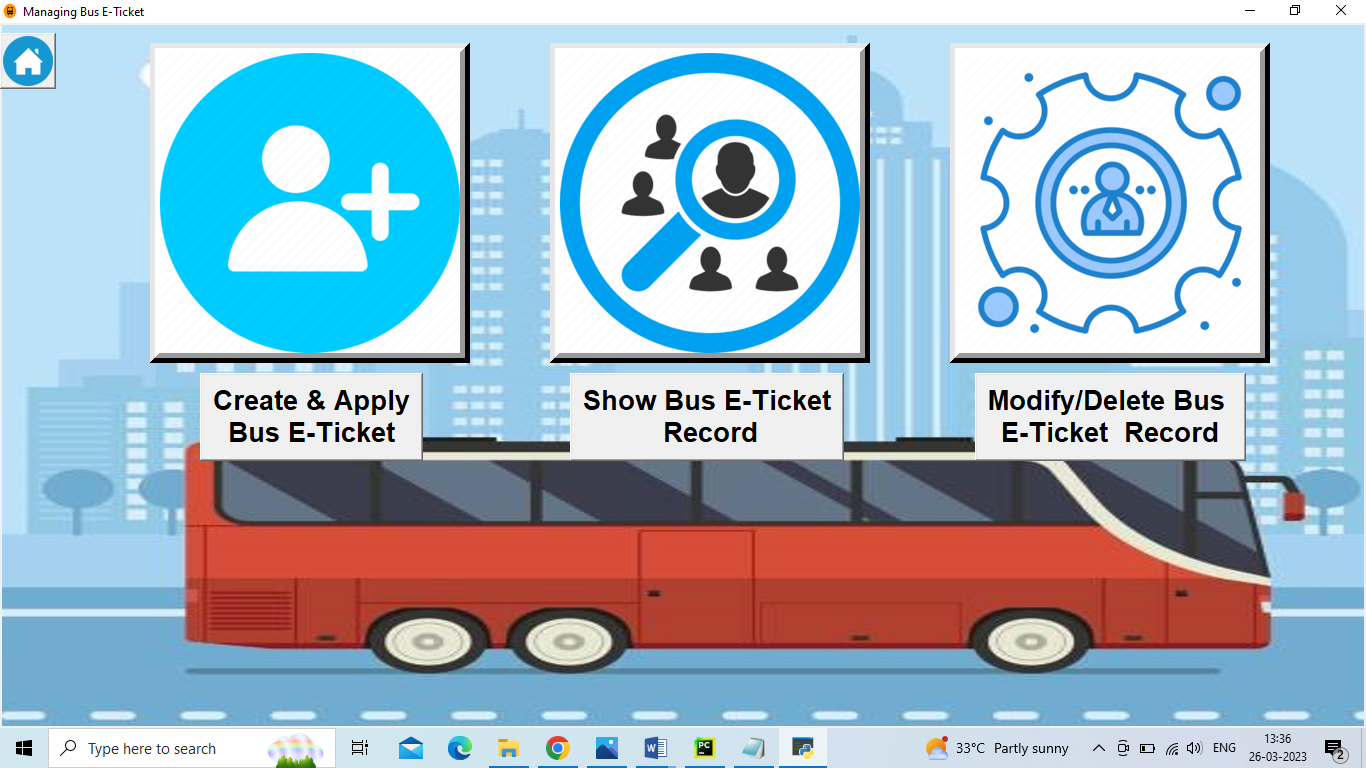 Managing Bus E-Ticket
Create & Apply
Bus E-Ticket
Show Bus E-Ticket
Record
Modify/Delete Bus
E-Ticket  Record
Type here to search
W
PC
33°C Partly sunny
ENG
13:36
26-03-2023
2